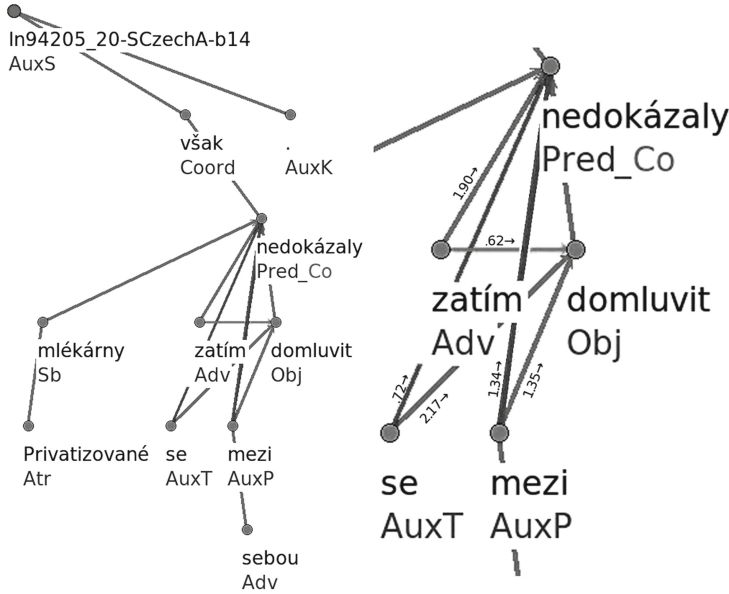 ln94205_20-SCzechA-b14
AuxS
však
Coord
.
AuxK
nedokázaly
Pred_Co
mlékárny
Sb
zatím
Adv
domluvit
Obj
Privatizované
Atr
se
AuxT
mezi
AuxP
sebou
Adv
nedokázaly
Pred_Co
1.90→
.62→
zatím
Adv
domluvit
Obj
.72→
2.17→
1.34→
1.35→
se
AuxT
mezi
AuxP